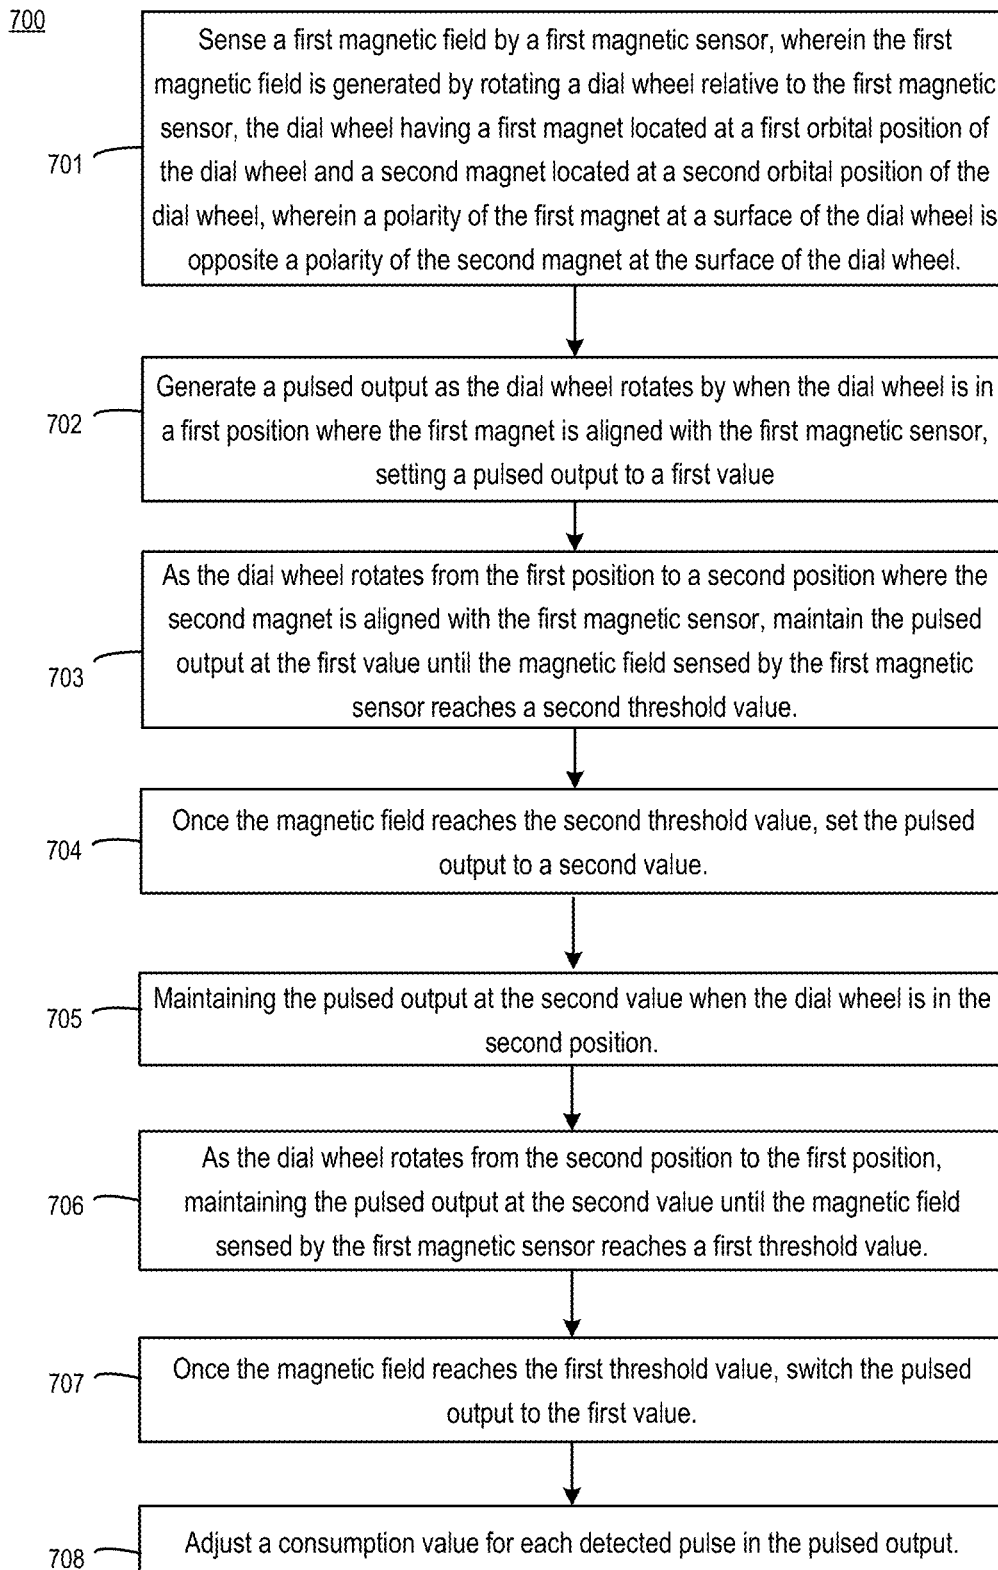 700
Sense a first magnetic field by a first magnetic sensor, wherein the first
magnetic field is generated by rotating a dial wheel relative to the first magnetic
sensor, the dial wheel having a first magnet located at a first orbital position of
the dial wheel and a second magnet located at a second orbital position of the
dial wheel, wherein a polarity of the first magnet at a surface of the dial wheel is
opposite a polarity of the second magnet at the surface of the dial wheel.
701
Generate a pulsed output as the dial wheel rotates by when the dial wheel is in
a first position where the first magnet is aligned with the first magnetic sensor,
setting a pulsed output to a first value
702
As the dial wheel rotates from the first position to a second position where the
second magnet is aligned with the first magnetic sensor, maintain the pulsed
output at the first value until the magnetic field sensed by the first magnetic
sensor reaches a second threshold value.
703
Once the magnetic field reaches the second threshold value, set the pulsed
output to a second value.
704
Maintaining the pulsed output at the second value when the dial wheel is in the
second position.
705
As the dial wheel rotates from the second position to the first position,
maintaining the pulsed output at the second value until the magnetic field
sensed by the first magnetic sensor reaches a first threshold value.
706
Once the magnetic field reaches the first threshold value, switch the pulsed
output to the first value.
707
Adjust a consumption value for each detected pulse in the pulsed output.
708